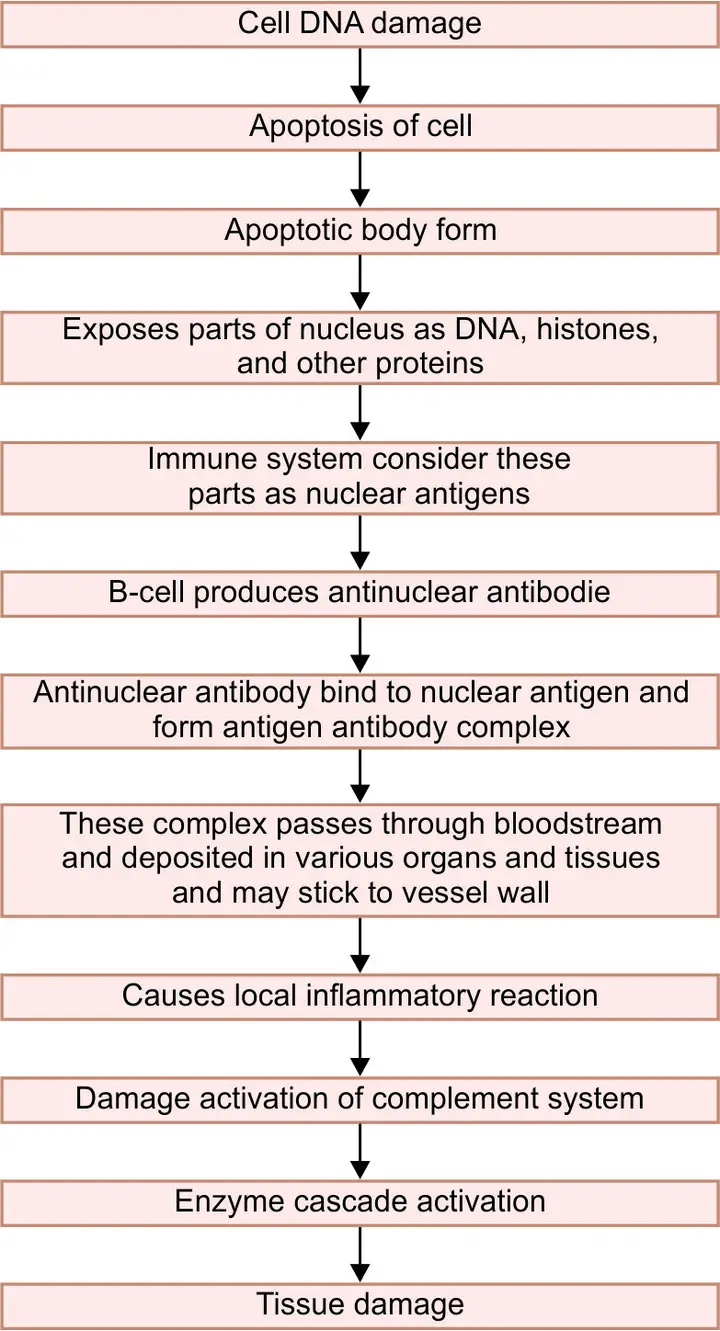 Cell DNA damage
Apoptosis of cell
Apoptotic body form
Exposes parts of nucleus as DNA, histones,
and other proteins
Immune system consider these
parts as nuclear antigens
B-cell produces antinuclear antibodie
Antinuclear antibody bind to nuclear antigen and
form antigen antibody complex
These complex passes through bloodstream
and deposited in various organs and tissues
and may stick to vessel wall
Causes local inflammatory reaction
Damage activation of complement system
Enzyme cascade activation
Tissue damage